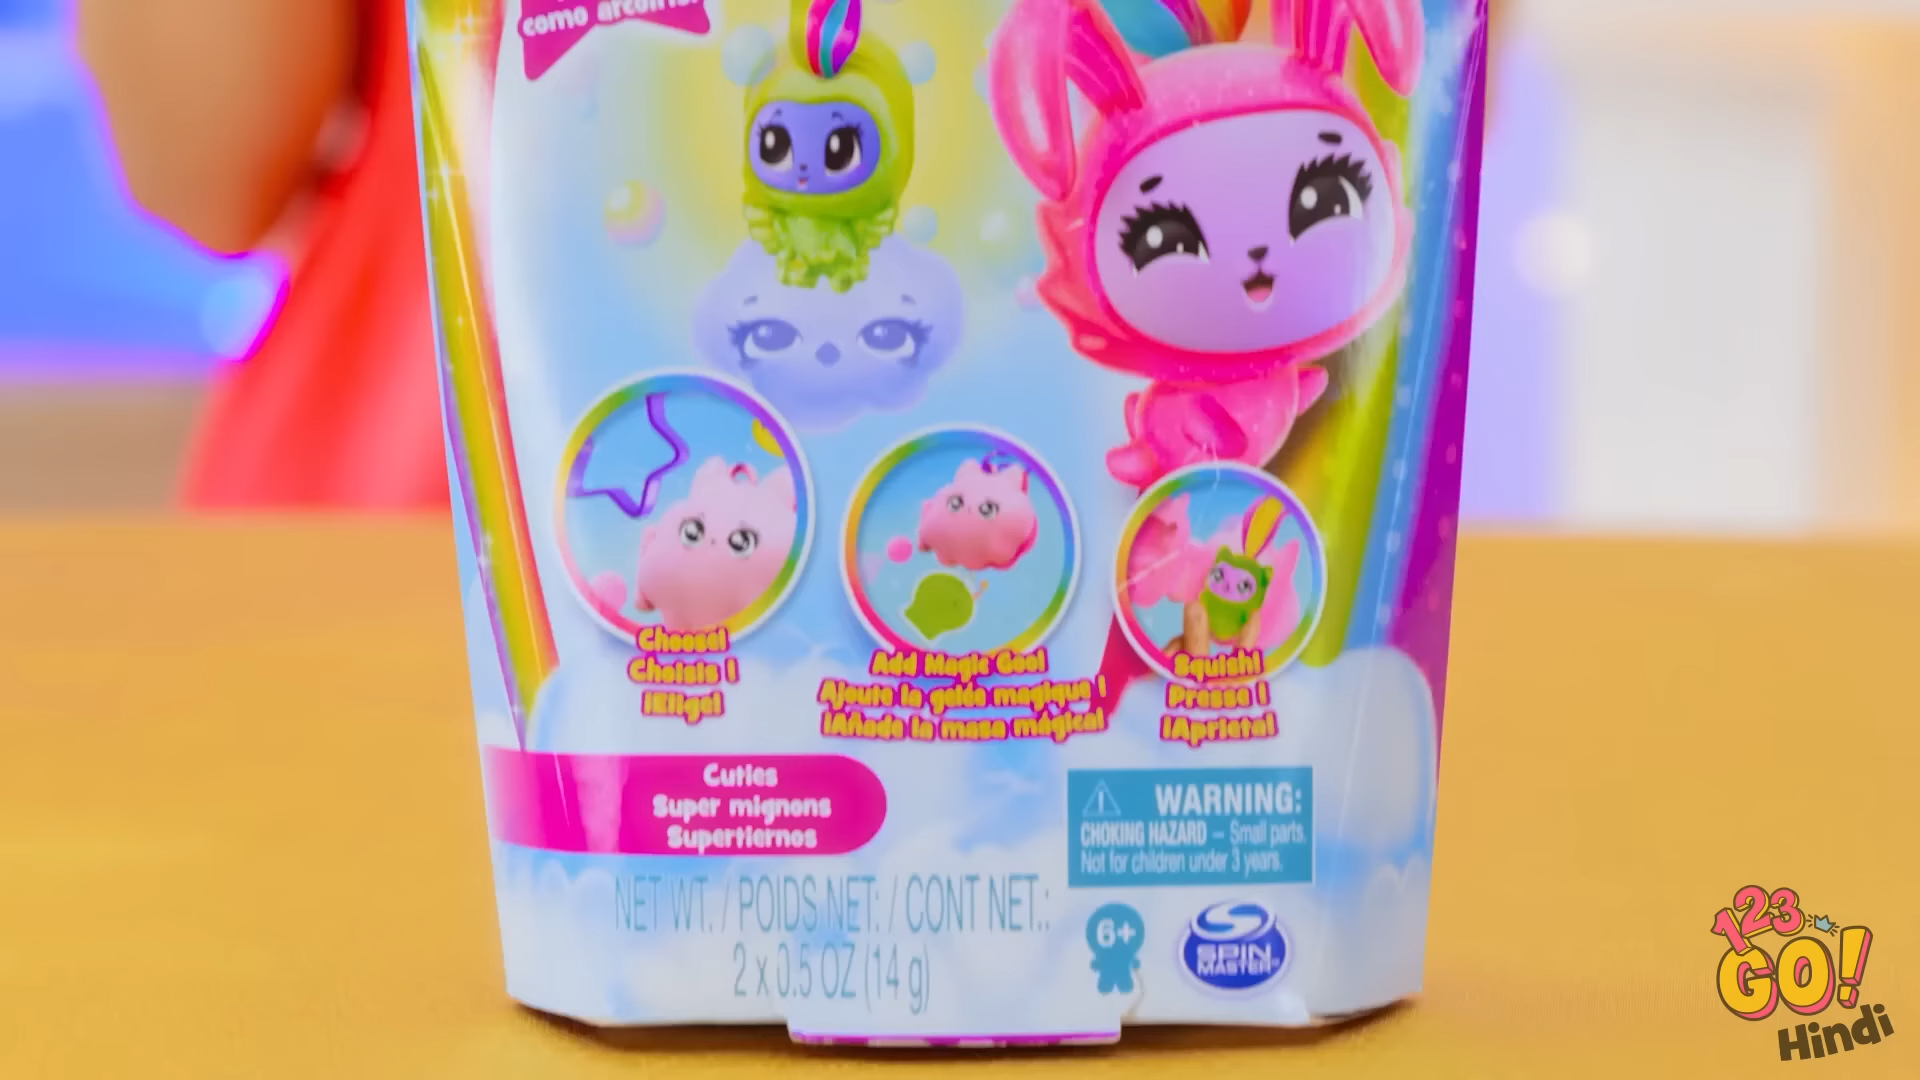 como arcoíris!
Choose!
Choisis !
¡Elige!
Add Magic Goo!
Ajoute la gelée magique !
¡Añade la masa mágica!
Squish!
Presse !
¡Aprieta!
Cuties
Super mignons
Supertiernos
WARNING:
CHOKING HAZARD – Small parts.
Not for children under 3 years.
NET WT. / POIDS NET: / CONT NET.:
2 x 0.5 OZ (14 g)
6+
SPIN
MASTER
123
GO!
Hindi